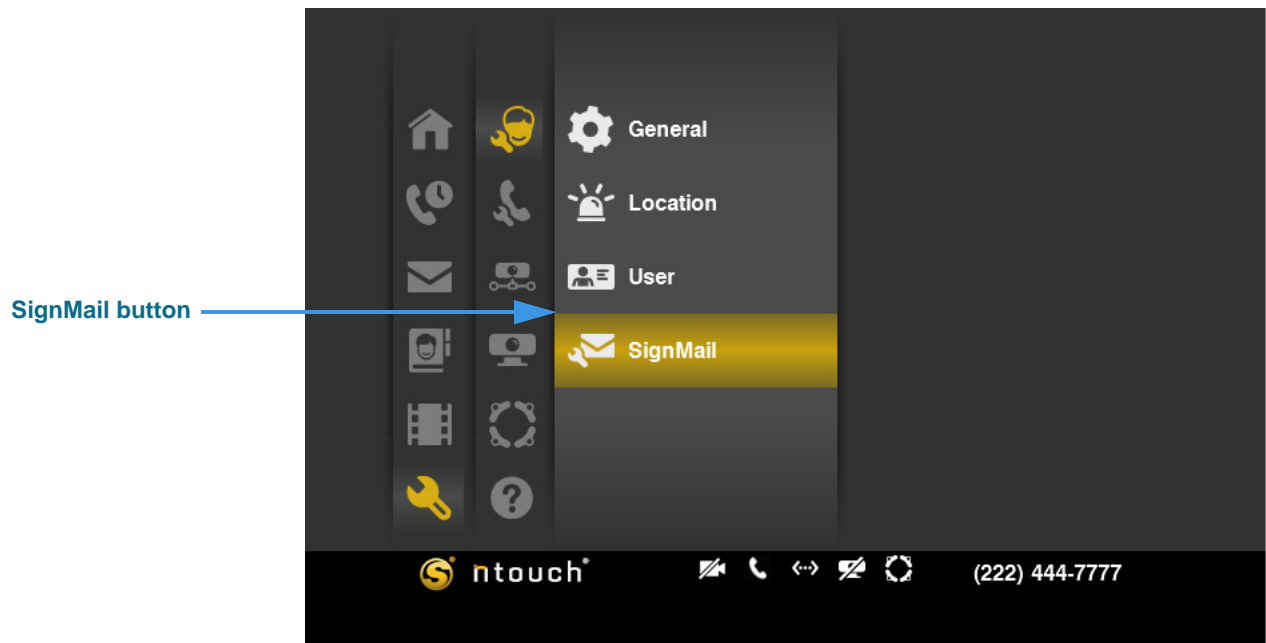 General
Location
User
SignMail button
SignMail
ntouch®
(222) 444-7777